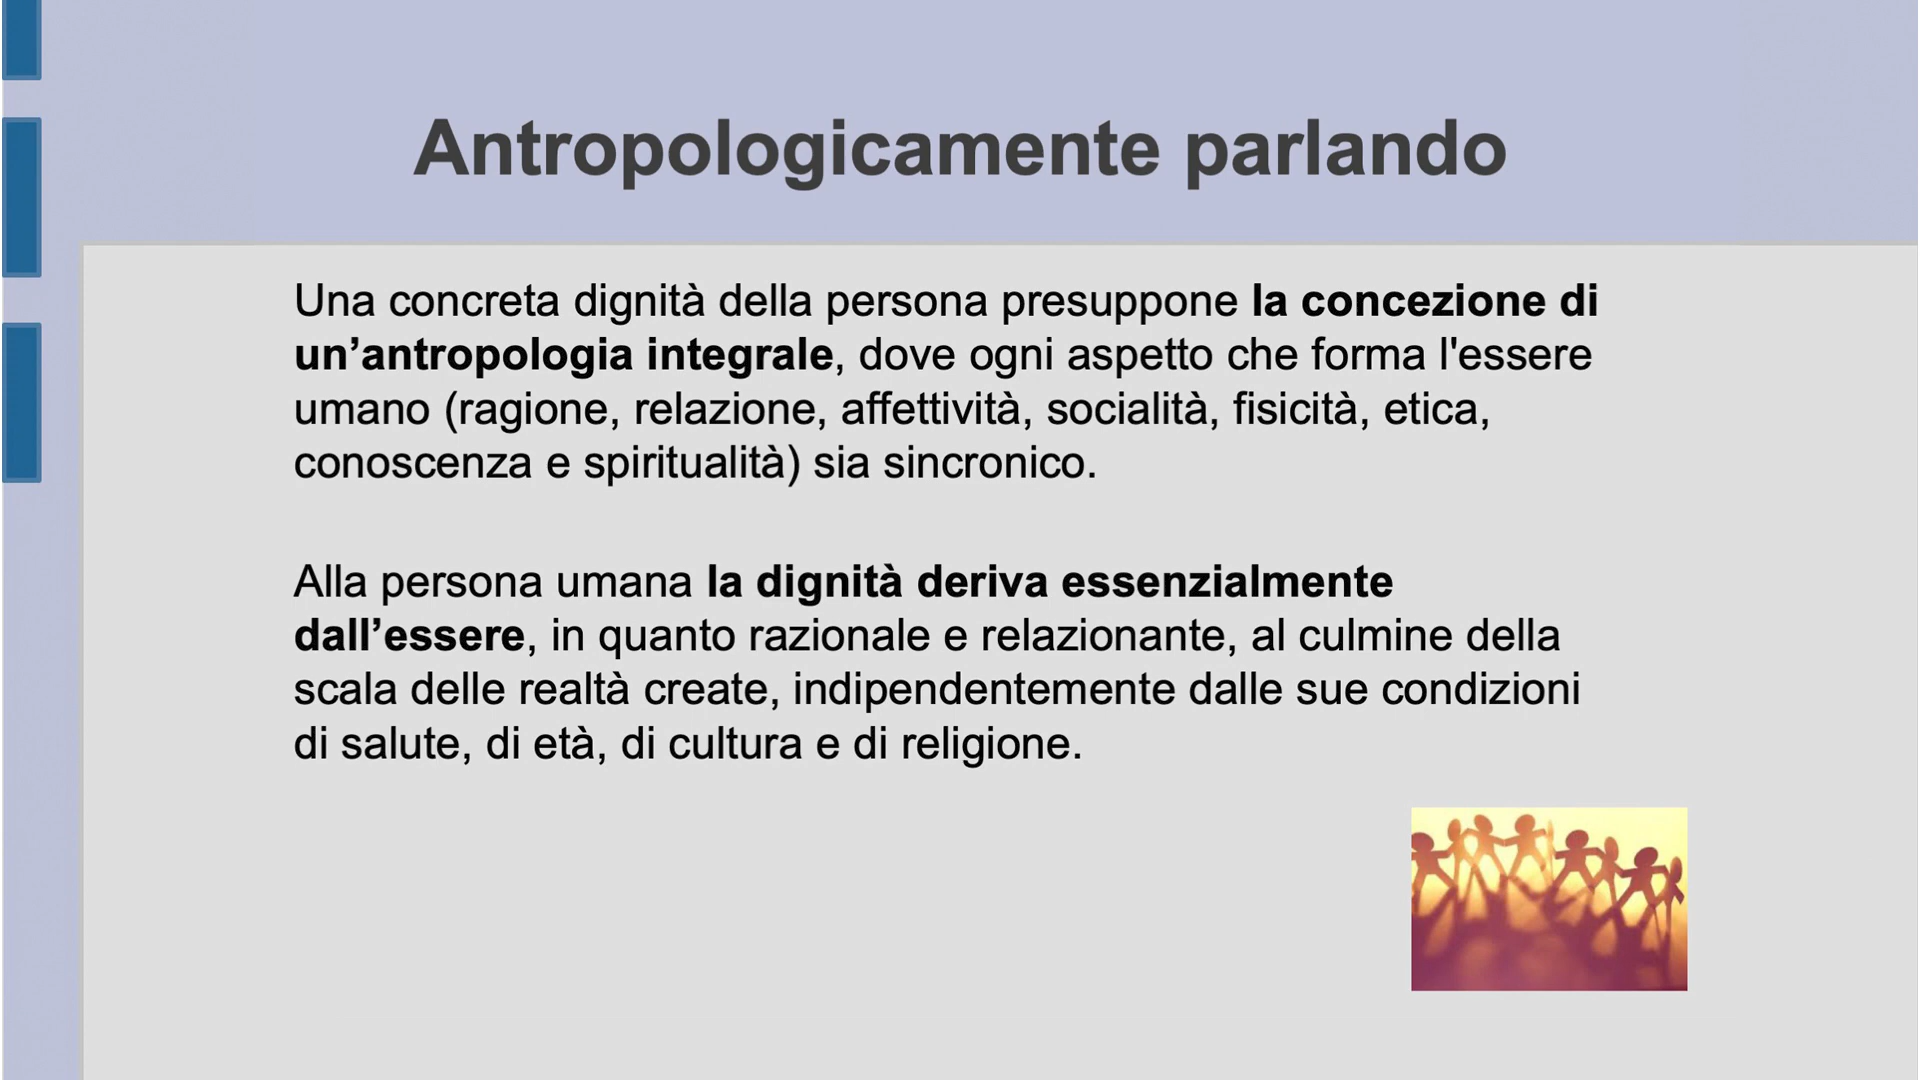 Antropologicamente parlando
Una concreta dignità della persona presuppone la concezione di
un’antropologia integrale, dove ogni aspetto che forma l'essere
umano (ragione, relazione, affettività, socialità, fisicità, etica,
conoscenza e spiritualità) sia sincronico.
Alla persona umana la dignità deriva essenzialmente
dall’essere, in quanto razionale e relazionante, al culmine della
scala delle realtà create, indipendentemente dalle sue condizioni
di salute, di età, di cultura e di religione.